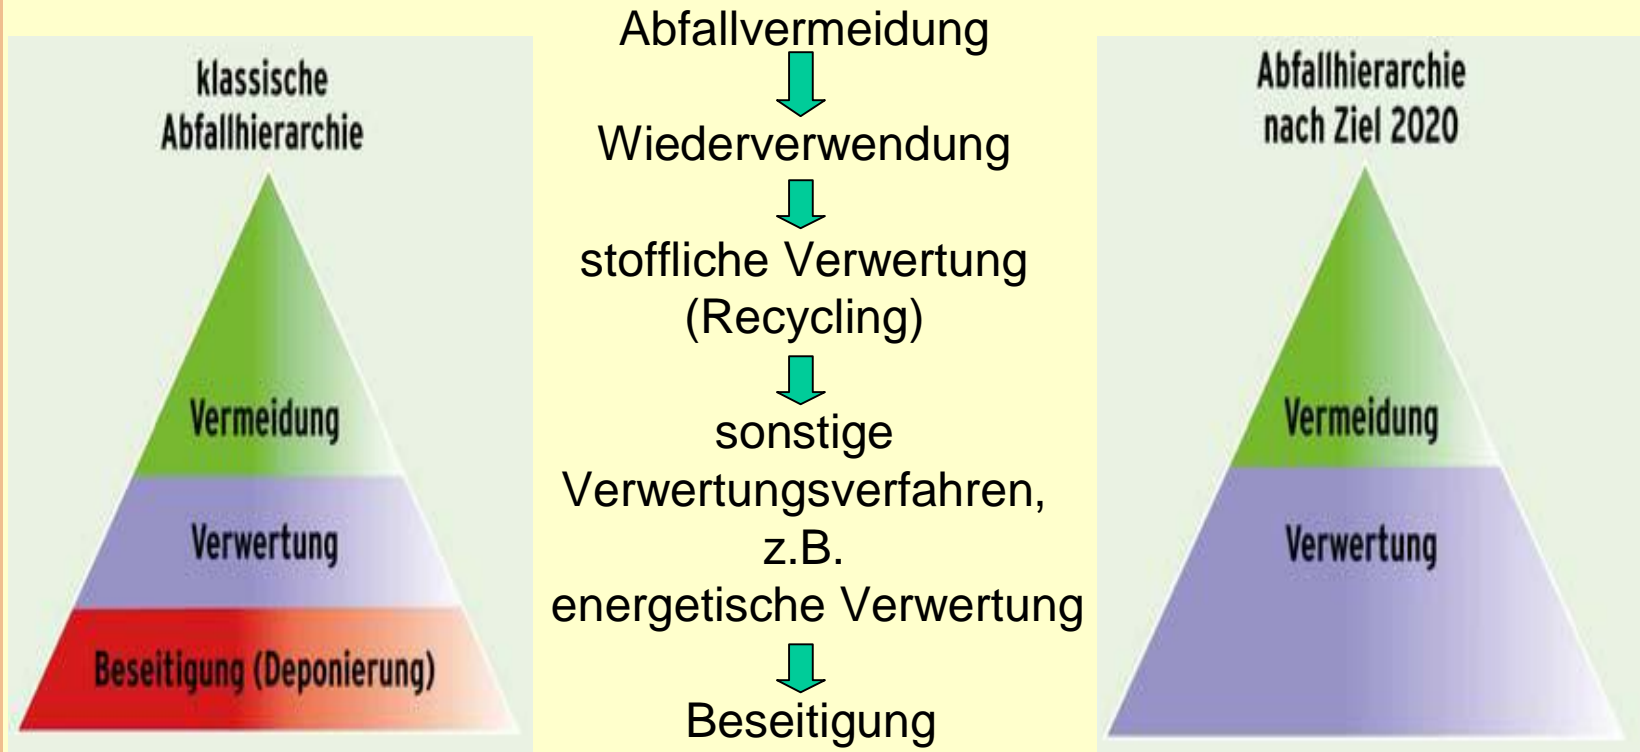 klassische
Abfallhierarchie
Vermeidung
Verwertung
Beseitigung (Deponierung)
Abfallvermeidung
Wiederverwendung
stoffliche Verwertung
(Recycling)
sonstige
Verwertungsverfahren,
z.B.
energetische Verwertung
Beseitigung
Abfallhierarchie
nach Ziel 2020
Vermeidung
Verwertung